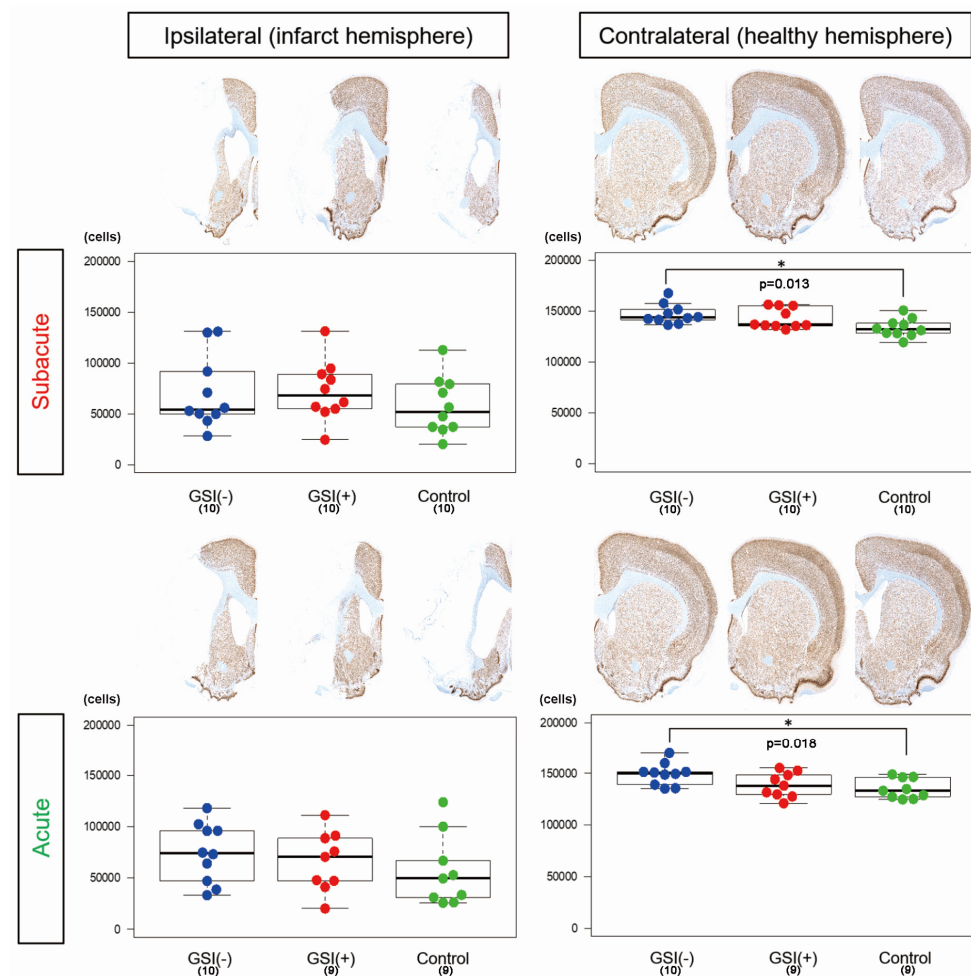 Ipsilateral (infarct hemisphere)
Contralateral (healthy hemisphere)
Subacute
(cells)
200000
150000
100000
50000
0
GSI(-)
(10)
GSI(+)
(10)
Control
(10)
(cells)
200000
150000
100000
50000
0
*
p=0.013
GSI(-)
(10)
GSI(+)
(10)
Control
(10)
Acute
(cells)
200000
150000
100000
50000
0
GSI(-)
(10)
GSI(+)
(9)
Control
(9)
(cells)
200000
150000
100000
50000
0
*
p=0.018
GSI(-)
(10)
GSI(+)
(9)
Control
(9)